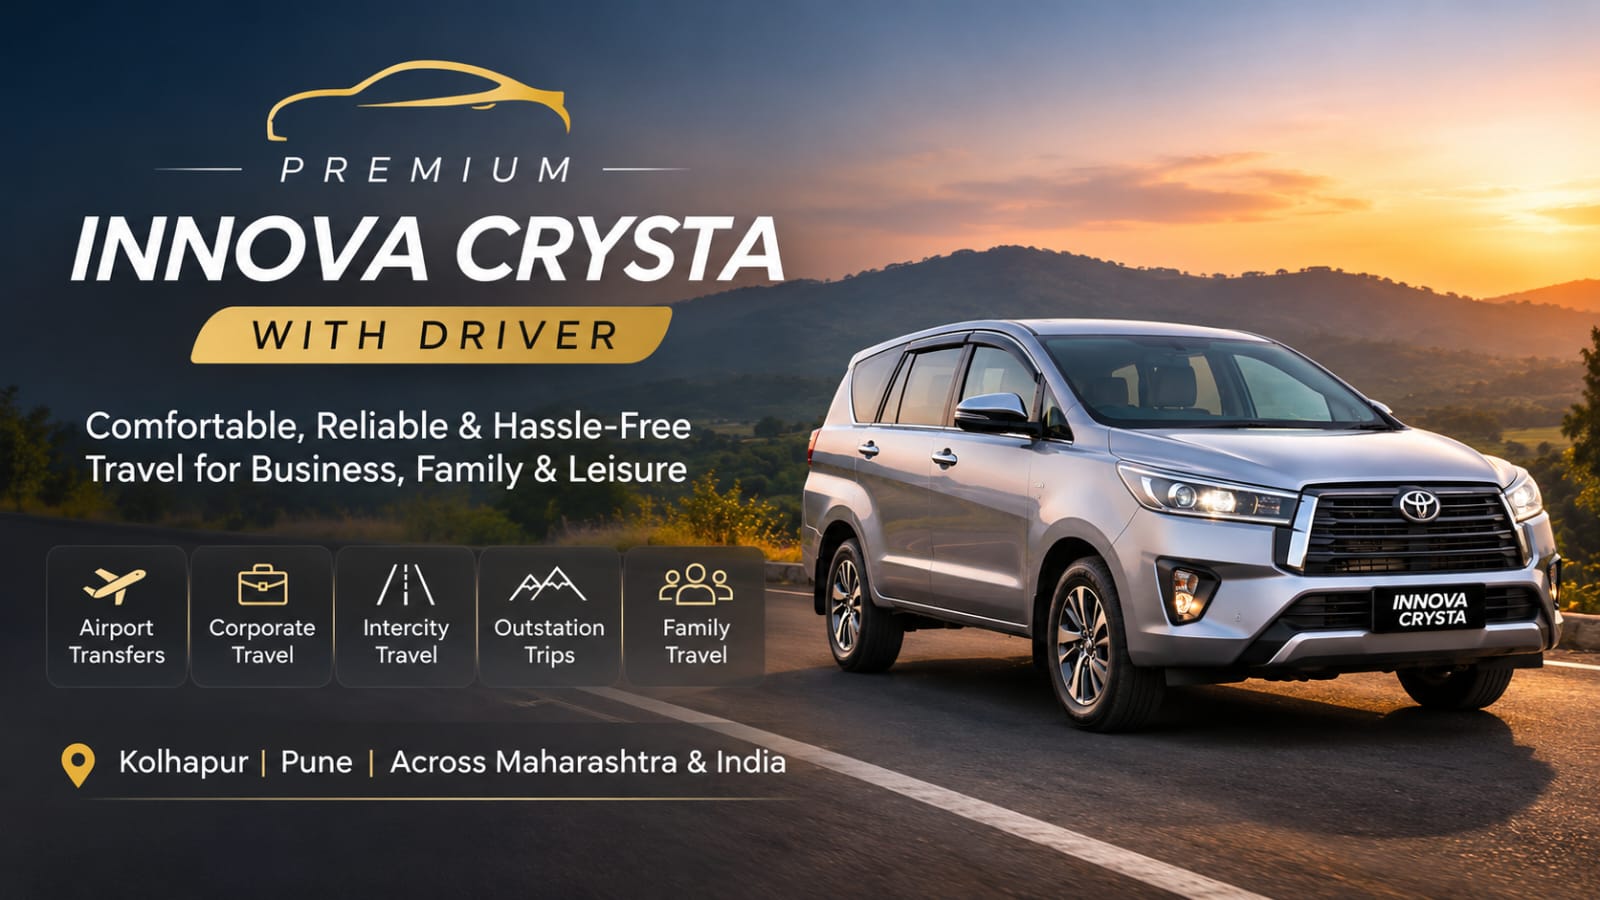 PREMIUM
INNOVA CRYSTA
WITH DRIVER
Comfortable, Reliable & Hassle-Free
Travel for Business, Family & Leisure
Airport
Transfers
Corporate
Travel
Intercity
Travel
Outstation
Trips
Family
Travel
Kolhapur | Pune | Across Maharashtra & India
INNOVA
CRYSTA